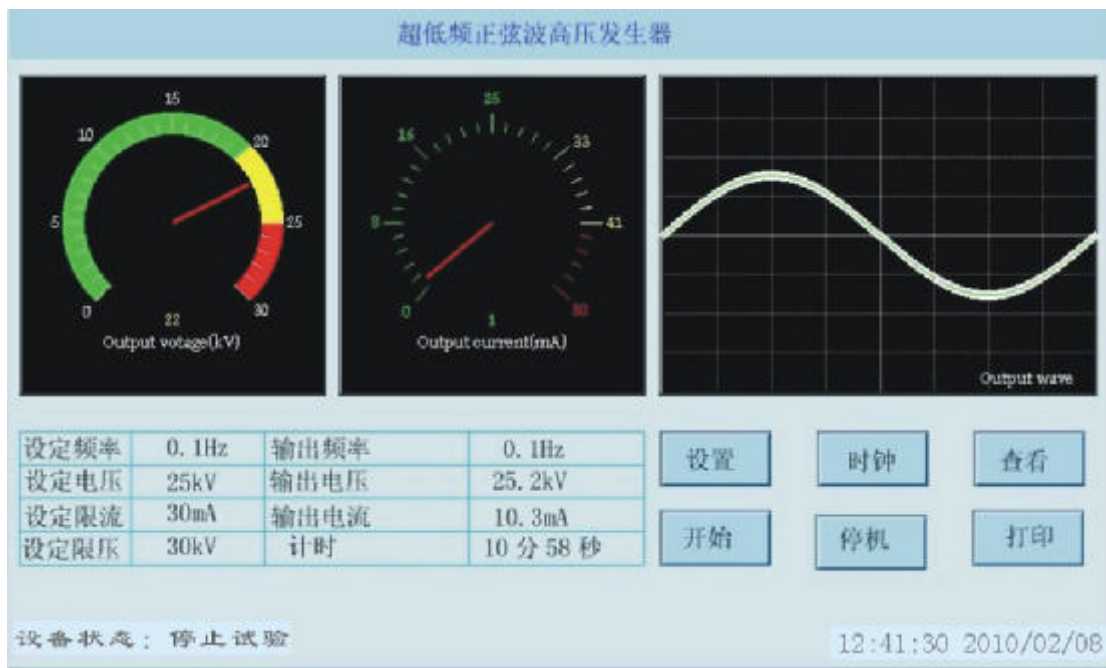 超低频正弦波高压发生器
15
10
20
5
25
0
30
22
Output votage(kV)
25
16
33
8
41
0
50
1
Output current(mA)
Output wave
设定频率 0.1Hz 输出频率 0.1Hz
设定电压 25kV 输出电压 25.2kV
设定限流 30mA 输出电流 10.3mA
设定限压 30kV 计时 10分58秒
设置 时钟 查看
开始 停机 打印
设备状态：停止试验
12:41:30 2010/02/08